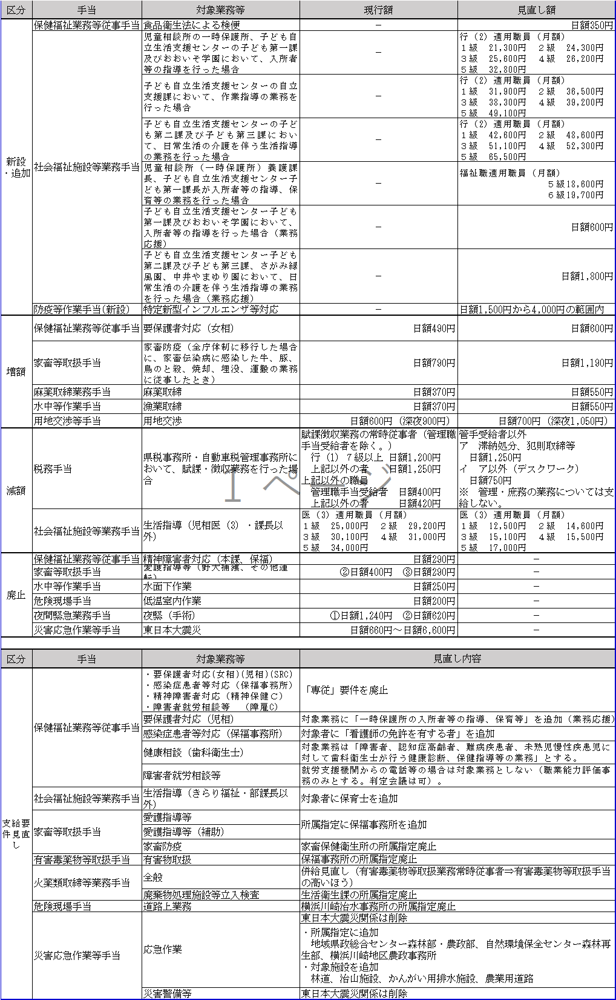 区分 手当 対象業務等 現行額 見直し額
新設・追加
保健福祉業務等従事手当 食品衛生法による検便 － 日額350円
社会福祉施設等業務手当
児童相談所の一時保護所、子ども自
立生活支援センターの子ども第一課
及びおおいそ学園において、入所者
等の指導を行った場合
－
行（2）適用職員（月額）
１級　21,300円　２級　24,300円
３級　25,600円　４級　26,200円
５級　32,800円
子ども自立生活支援センターの自立
支援課において、作業指導の業務を
行った場合
－
行（2）適用職員（月額）
１級　31,900円　２級　36,500円
３級　38,300円　４級　39,200円
５級　49,100円
子ども自立生活支援センターの子ど
も第二課及び子ども第三課におい
て、日常生活の介護を伴う生活指導
の業務を行った場合
－
行（2）適用職員（月額）
１級　42,600円　２級　48,600円
３級　51,100円　４級　52,300円
５級　65,500円
児童相談所（一時保護所）養護課
長、子ども自立生活支援センター子
ども第一課長が入所者等の指導、保
育等の業務を行った場合
－
福祉職適用職員（月額）
５級18,600円
６級19,700円
子ども自立生活支援センター子ども
第一課及びおおいそ学園において、
入所者等の指導を行った場合（業務
応援）
－
日額600円
子ども自立生活支援センター子ども
第二課及び子ども第三課、さがみ緑
風園、中井やまゆり園において、日
常生活の介護を伴う生活指導の業務
を行った場合（業務応援）
－
日額1,800円
防疫等作業手当(新設） 特定新型インフルエンザ等対応 － 日額1,500円から4,000円の範囲内
増額
保健福祉業務等従事手当 要保護者対応（女相） 日額490円 日額600円
家畜等取扱手当
家畜防疫（全庁体制に移行した場合
に、家畜伝染病に感染した牛、豚、
鳥のと殺、焼却、埋没、運搬の業務
に従事したとき）
日額790円 日額1,190円
麻薬取締業務手当 麻薬取締 日額370円 日額550円
水中等作業手当 漁業取締 日額370円 日額550円
用地交渉等手当 用地交渉 日額600円（深夜900円） 日額700円（深夜1,050円）
減額
税務手当
県税事務所・自動車税管理事務所に
おいて、賦課・徴収業務を行った場
合
賦課徴収業務の常時従事者（管理職
手当受給者を除く。）
行（1）７級以上 日額1,200円
上記以外の者　日額1,250円
上記以外の職員
管理職手当受給者　日額400円
上記以外の者　日額420円
管手受給者以外
ア　滞納処分、犯則取締等
日額1,250円
イ　ア以外（デスクワーク）
日額750円
※　管理・庶務の業務については支
給しない。
1 ページ
社会福祉施設等業務手当
生活指導（児相医（3）・課長以
外）
医（3）適用職員（月額）
１級　25,000円　２級　29,200円
３級　30,100円　４級　31,000円
５級　34,000円
医（3）適用職員（月額）
１級　12,500円　２級　14,600円
３級　15,100円　４級　15,500円
５級　17,000円
廃止
保健福祉業務等従事手当 精神障害者対応（本課、保福） 日額290円 －
家畜等取扱手当 愛護指導等（野犬捕獲、その他運
転） ②日額400円　③日額290円 －
水中等作業手当 水面下作業 日額250円 －
危険現場手当 低温室内作業 日額200円 －
夜間緊急業務手当 夜緊（手術） ①日額1,240円　②日額620円 －
災害応急作業等手当 東日本大震災 日額660円～日額6,600円 －
区分 手当 対象業務等 見直し内容
支給要件見直し
保健福祉業務等従事手当
・要保護者対応(女相)(児相)(SRC)
・感染症患者等対応（保福事務所）
・精神障害者対応（精神保健Ｃ）
・障害者就労相談等　（障雇C）
「専従」要件を廃止
要保護者対応（児相） 対象業務に「一時保護所の入所者等の指導、保育等」を追加（業務応援）
感染症患者等対応（保福事務所） 対象者に「看護師の免許を有する者」を追加
健康相談（歯科衛生士）
対象業務は「障害者、認知症高齢者、難病疾患者、未熟児慢性疾患児に
対して歯科衛生士が行う健康診断、保健指導等の業務」とする。
障害者就労相談等
就労支援機関からの電話等の場合は対象業務としない（職業能力評価事
務のみとする。判定会議は可）。
社会福祉施設等業務手当
生活指導（きらり福祉・部課長以
外）
対象者に保育士を追加
家畜等取扱手当
愛護指導等
愛護指導等（補助）
所属指定に保福事務所を追加
家畜防疫 家畜保健衛生所の所属指定廃止
有害毒薬物等取扱手当 有害物取扱 保福事務所の所属指定廃止
火薬類取締等業務手当
全般
併給見直し（有害毒薬物等取扱業務常時従事者⇒有害毒薬物等取扱手当
の高いほう）
廃棄物処理施設等立入検査 生活衛生課の所属指定廃止
危険現場手当 道路上業務 横浜川崎治水事務所の所属指定廃止
災害応急作業等手当
応急作業
東日本大震災関係は削除
・所属指定に追加
地域県政総合センター森林部・農政部、自然環境保全センター森林再
生部、横浜川崎地区農政事務所
・対象施設を追加
林道、治山施設、かんがい用排水施設、農業用道路
災害警備等 東日本大震災関係は削除